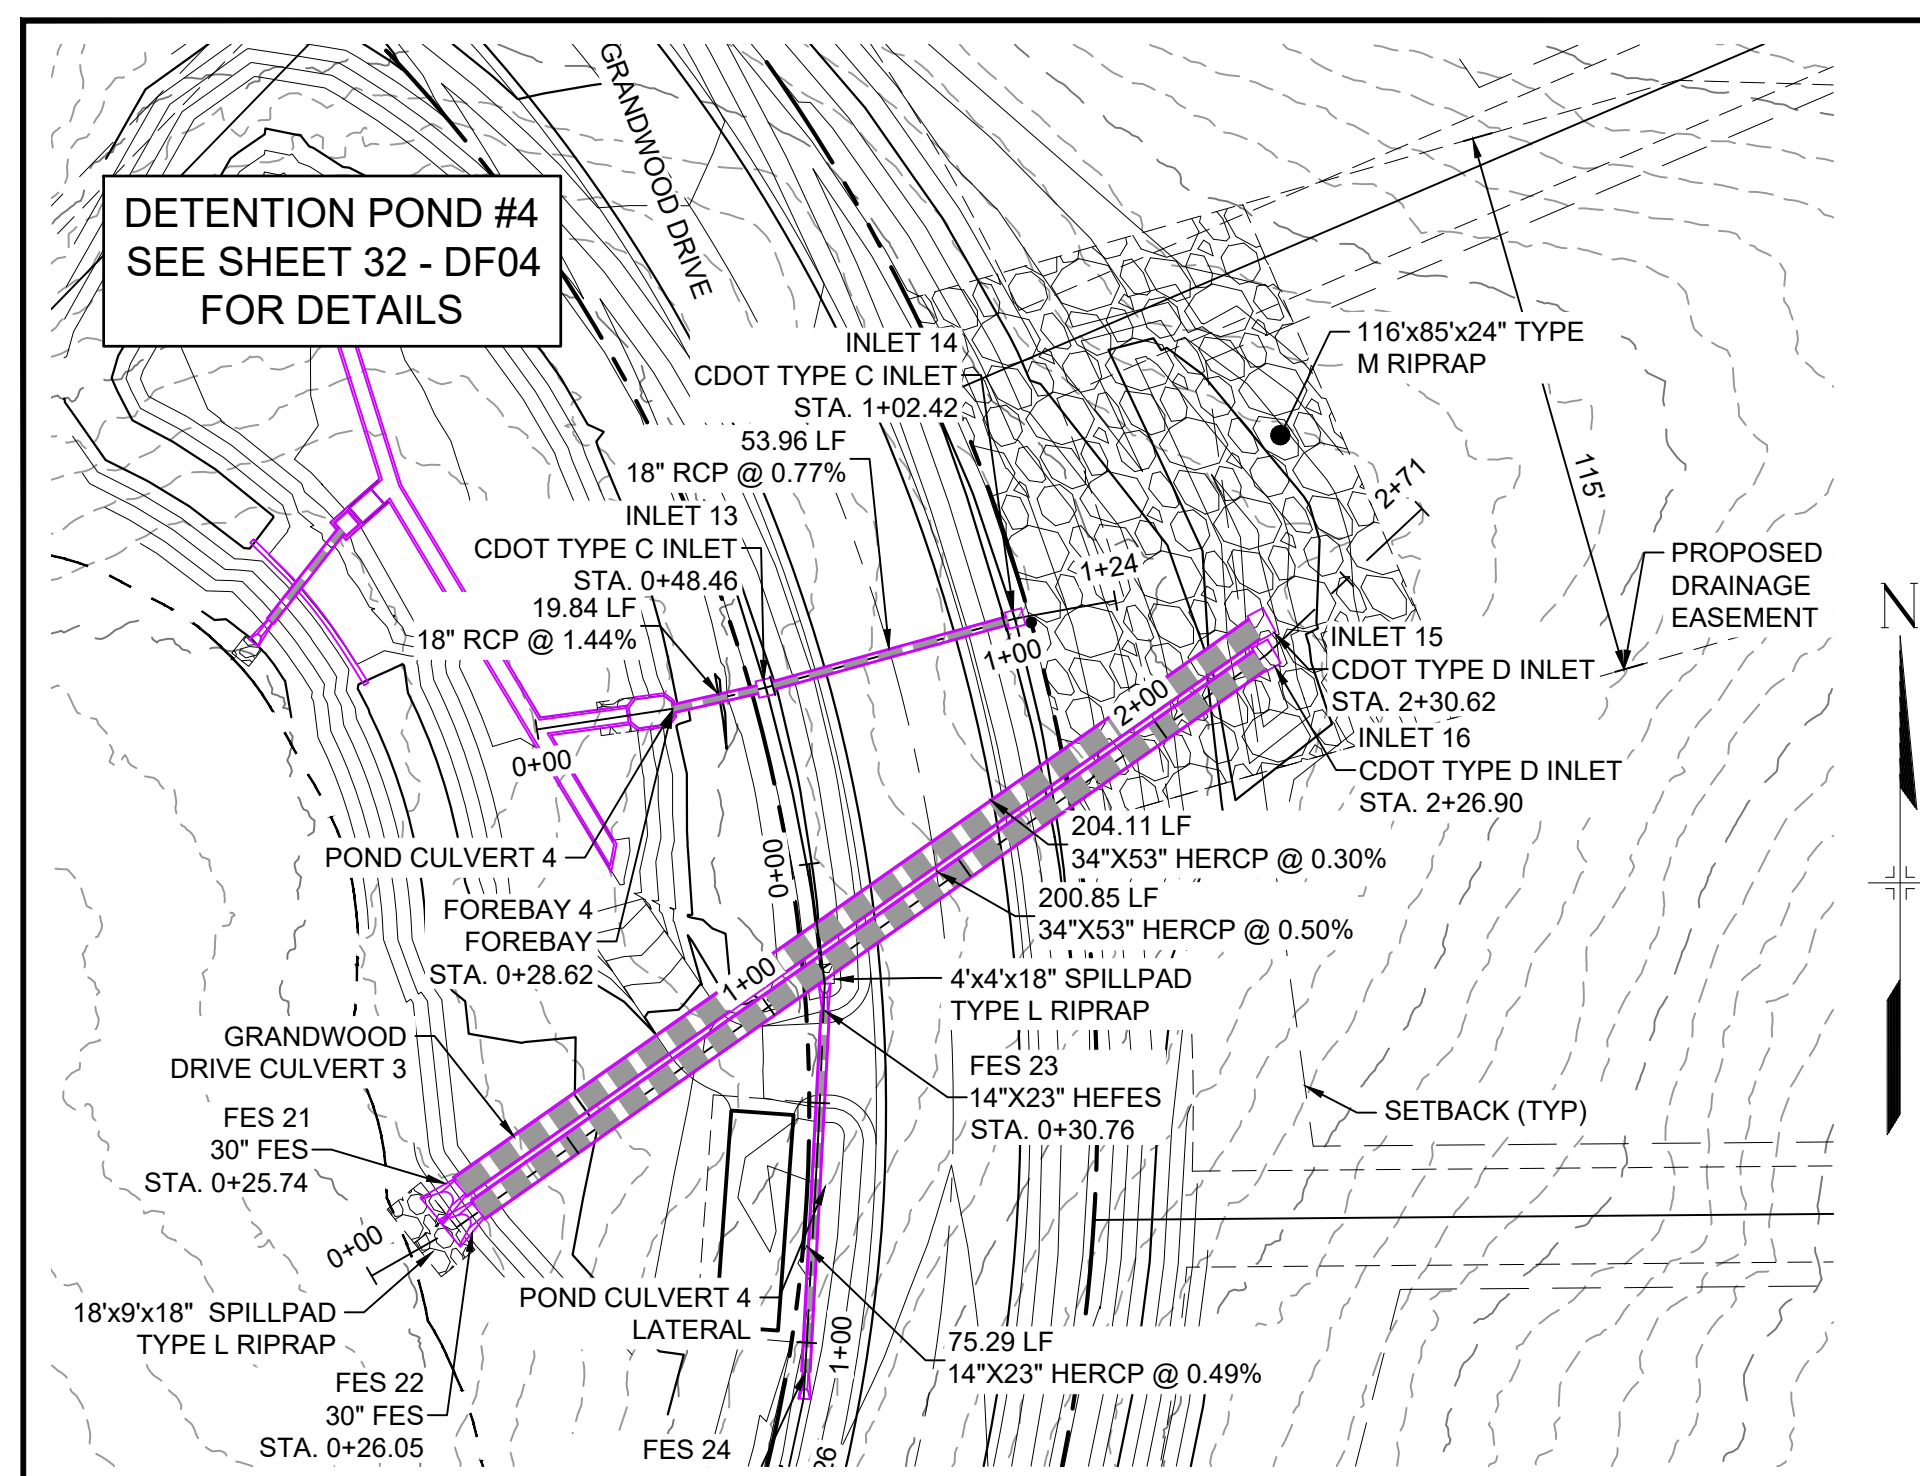 GRANDWOOD DRIVE
DETENTION POND #4
SEE SHEET 32 - DF04
FOR DETAILS
INLET 14
CDOT TYPE C INLET
STA. 1+02.42
53.96 LF
18" RCP @ 0.77%
INLET 13
CDOT TYPE C INLET
STA. 0+48.46
19.84 LF
18" RCP @ 1.44%
116'x85'x24" TYPE
M RIPRAP
115'
2+71
1+24
PROPOSED
DRAINAGE
EASEMENT
N
1+00
0+00
2+00
INLET 15
CDOT TYPE D INLET
STA. 2+30.62
INLET 16
CDOT TYPE D INLET
STA. 2+26.90
204.11 LF
34"X53" HERCP @ 0.30%
200.85 LF
34"X53" HERCP @ 0.50%
POND CULVERT 4
0+00
FOREBAY 4
FOREBAY
STA. 0+28.62
1+00
4'x4'x18" SPILLPAD
TYPE L RIPRAP
GRANDWOOD
DRIVE CULVERT 3
FES 23
14"X23" HEFES
STA. 0+30.76
SETBACK (TYP)
FES 21
30" FES
STA. 0+25.74
0+00
18'x9'x18" SPILLPAD
TYPE L RIPRAP
POND CULVERT 4
LATERAL
1+00
75.29 LF
14"X23" HERCP @ 0.49%
FES 22
30" FES
STA. 0+26.05
FES 24
26